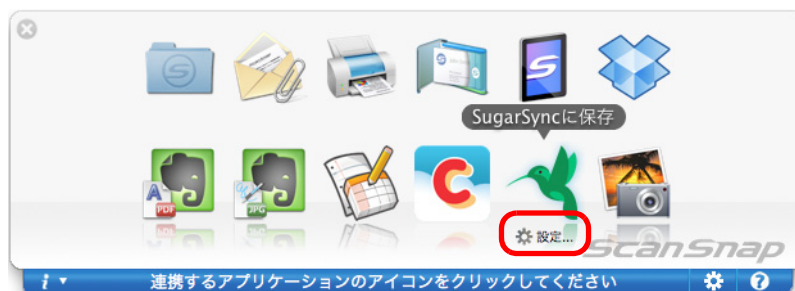 SugarSyncに保存
PDF
JPG
設定...
ScanSnap
連携するアプリケーションのアイコンをクリックしてください